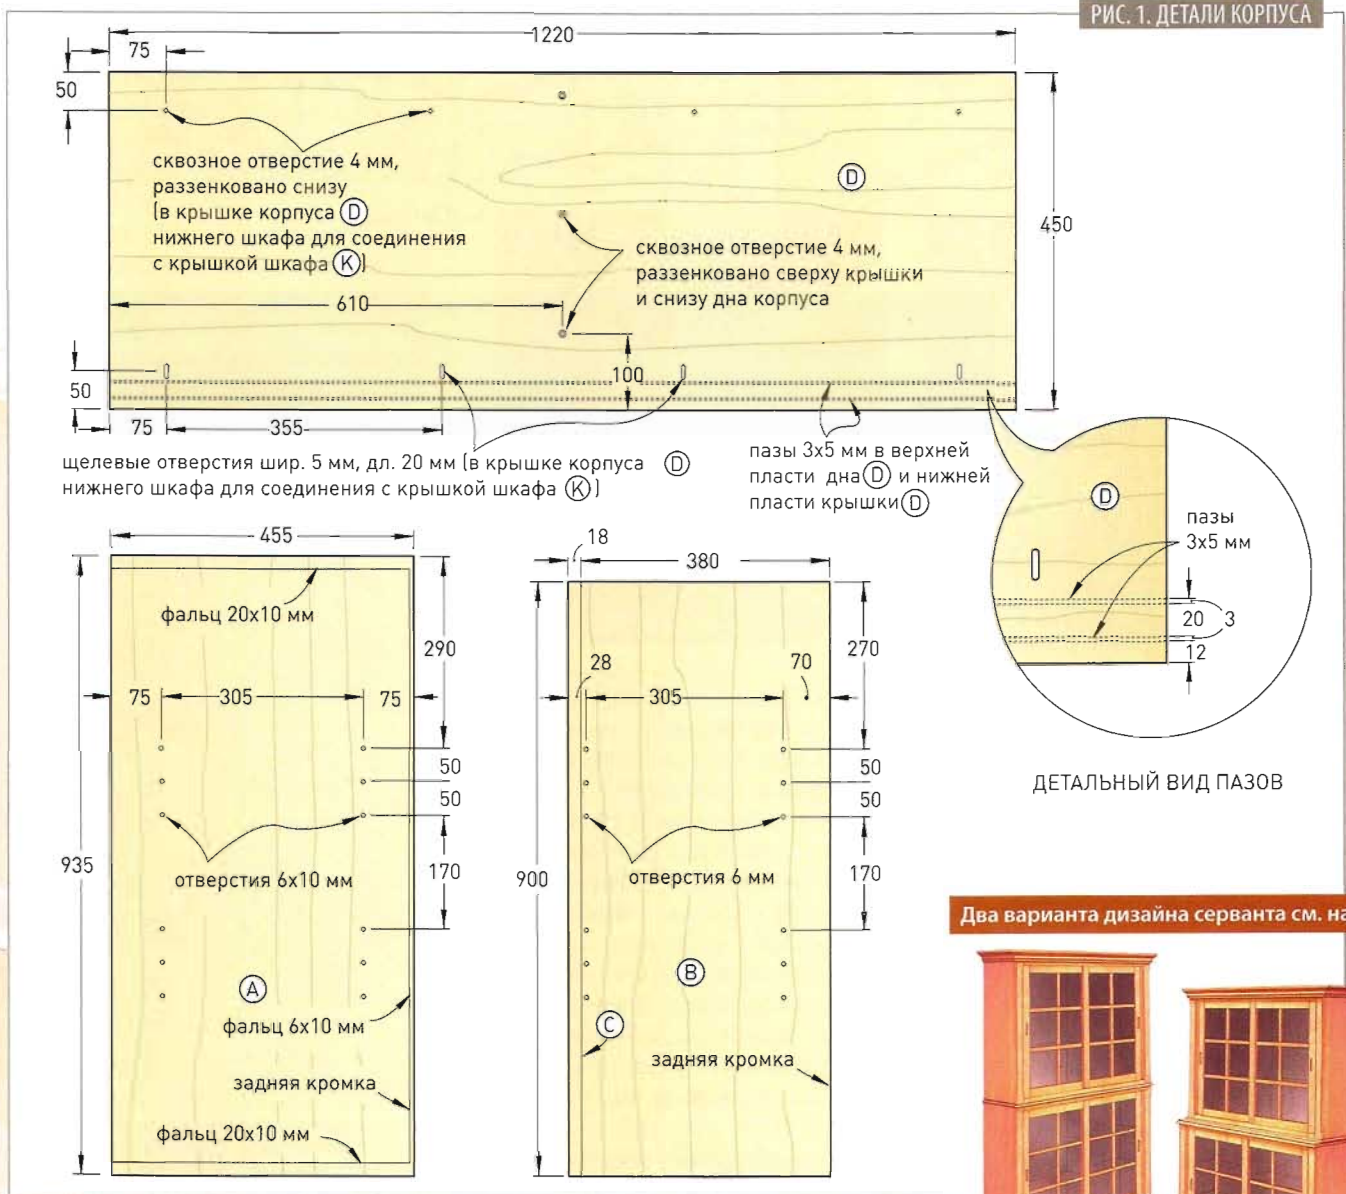 РИС. 1. ДЕТАЛИ КОРПУСА
1220
75
50
сквозное отверстие 4 мм,
раззенковано снизу
(в крышке корпуса D
нижнего шкафа для соединения
с крышкой шкафа K)
D
450
сквозное отверстие 4 мм,
раззенковано сверху крышки
и снизу дна корпуса
610
100
50
75
355
щелевые отверстия шир. 5 мм, дл. 20 мм (в крышке корпуса D
нижнего шкафа для соединения с крышкой шкафа K)
пазы 3х5 мм в верхней
пласти дна D и нижней
пласти крышки D
D
пазы
3х5 мм
20
3
12
ДЕТАЛЬНЫЙ ВИД ПАЗОВ
455
фальц 20х10 мм
290
75
305
75
50
50
935
отверстия 6х10 мм
170
A
фальц 6х10 мм
задняя кромка
фальц 20х10 мм
18
380
270
28
305
70
50
50
900
отверстия 6 мм
170
B
C
задняя кромка
Два варианта дизайна серванта см. на